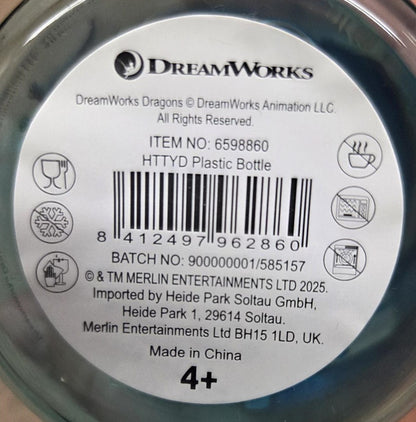 DREAMWORKS
DreamWorks Dragons © DreamWorks Animation LLC.
All Rights Reserved.
ITEM NO: 6598860
HTTYD Plastic Bottle
8 412497 962860
BATCH NO: 900000001/585157
© & TM MERLIN ENTERTAINMENTS LTD 2025.
Imported by Heide Park Soltau GmbH,
Heide Park 1, 29614 Soltau.
Merlin Entertainments Ltd BH15 1LD, UK.
Made in China
4+